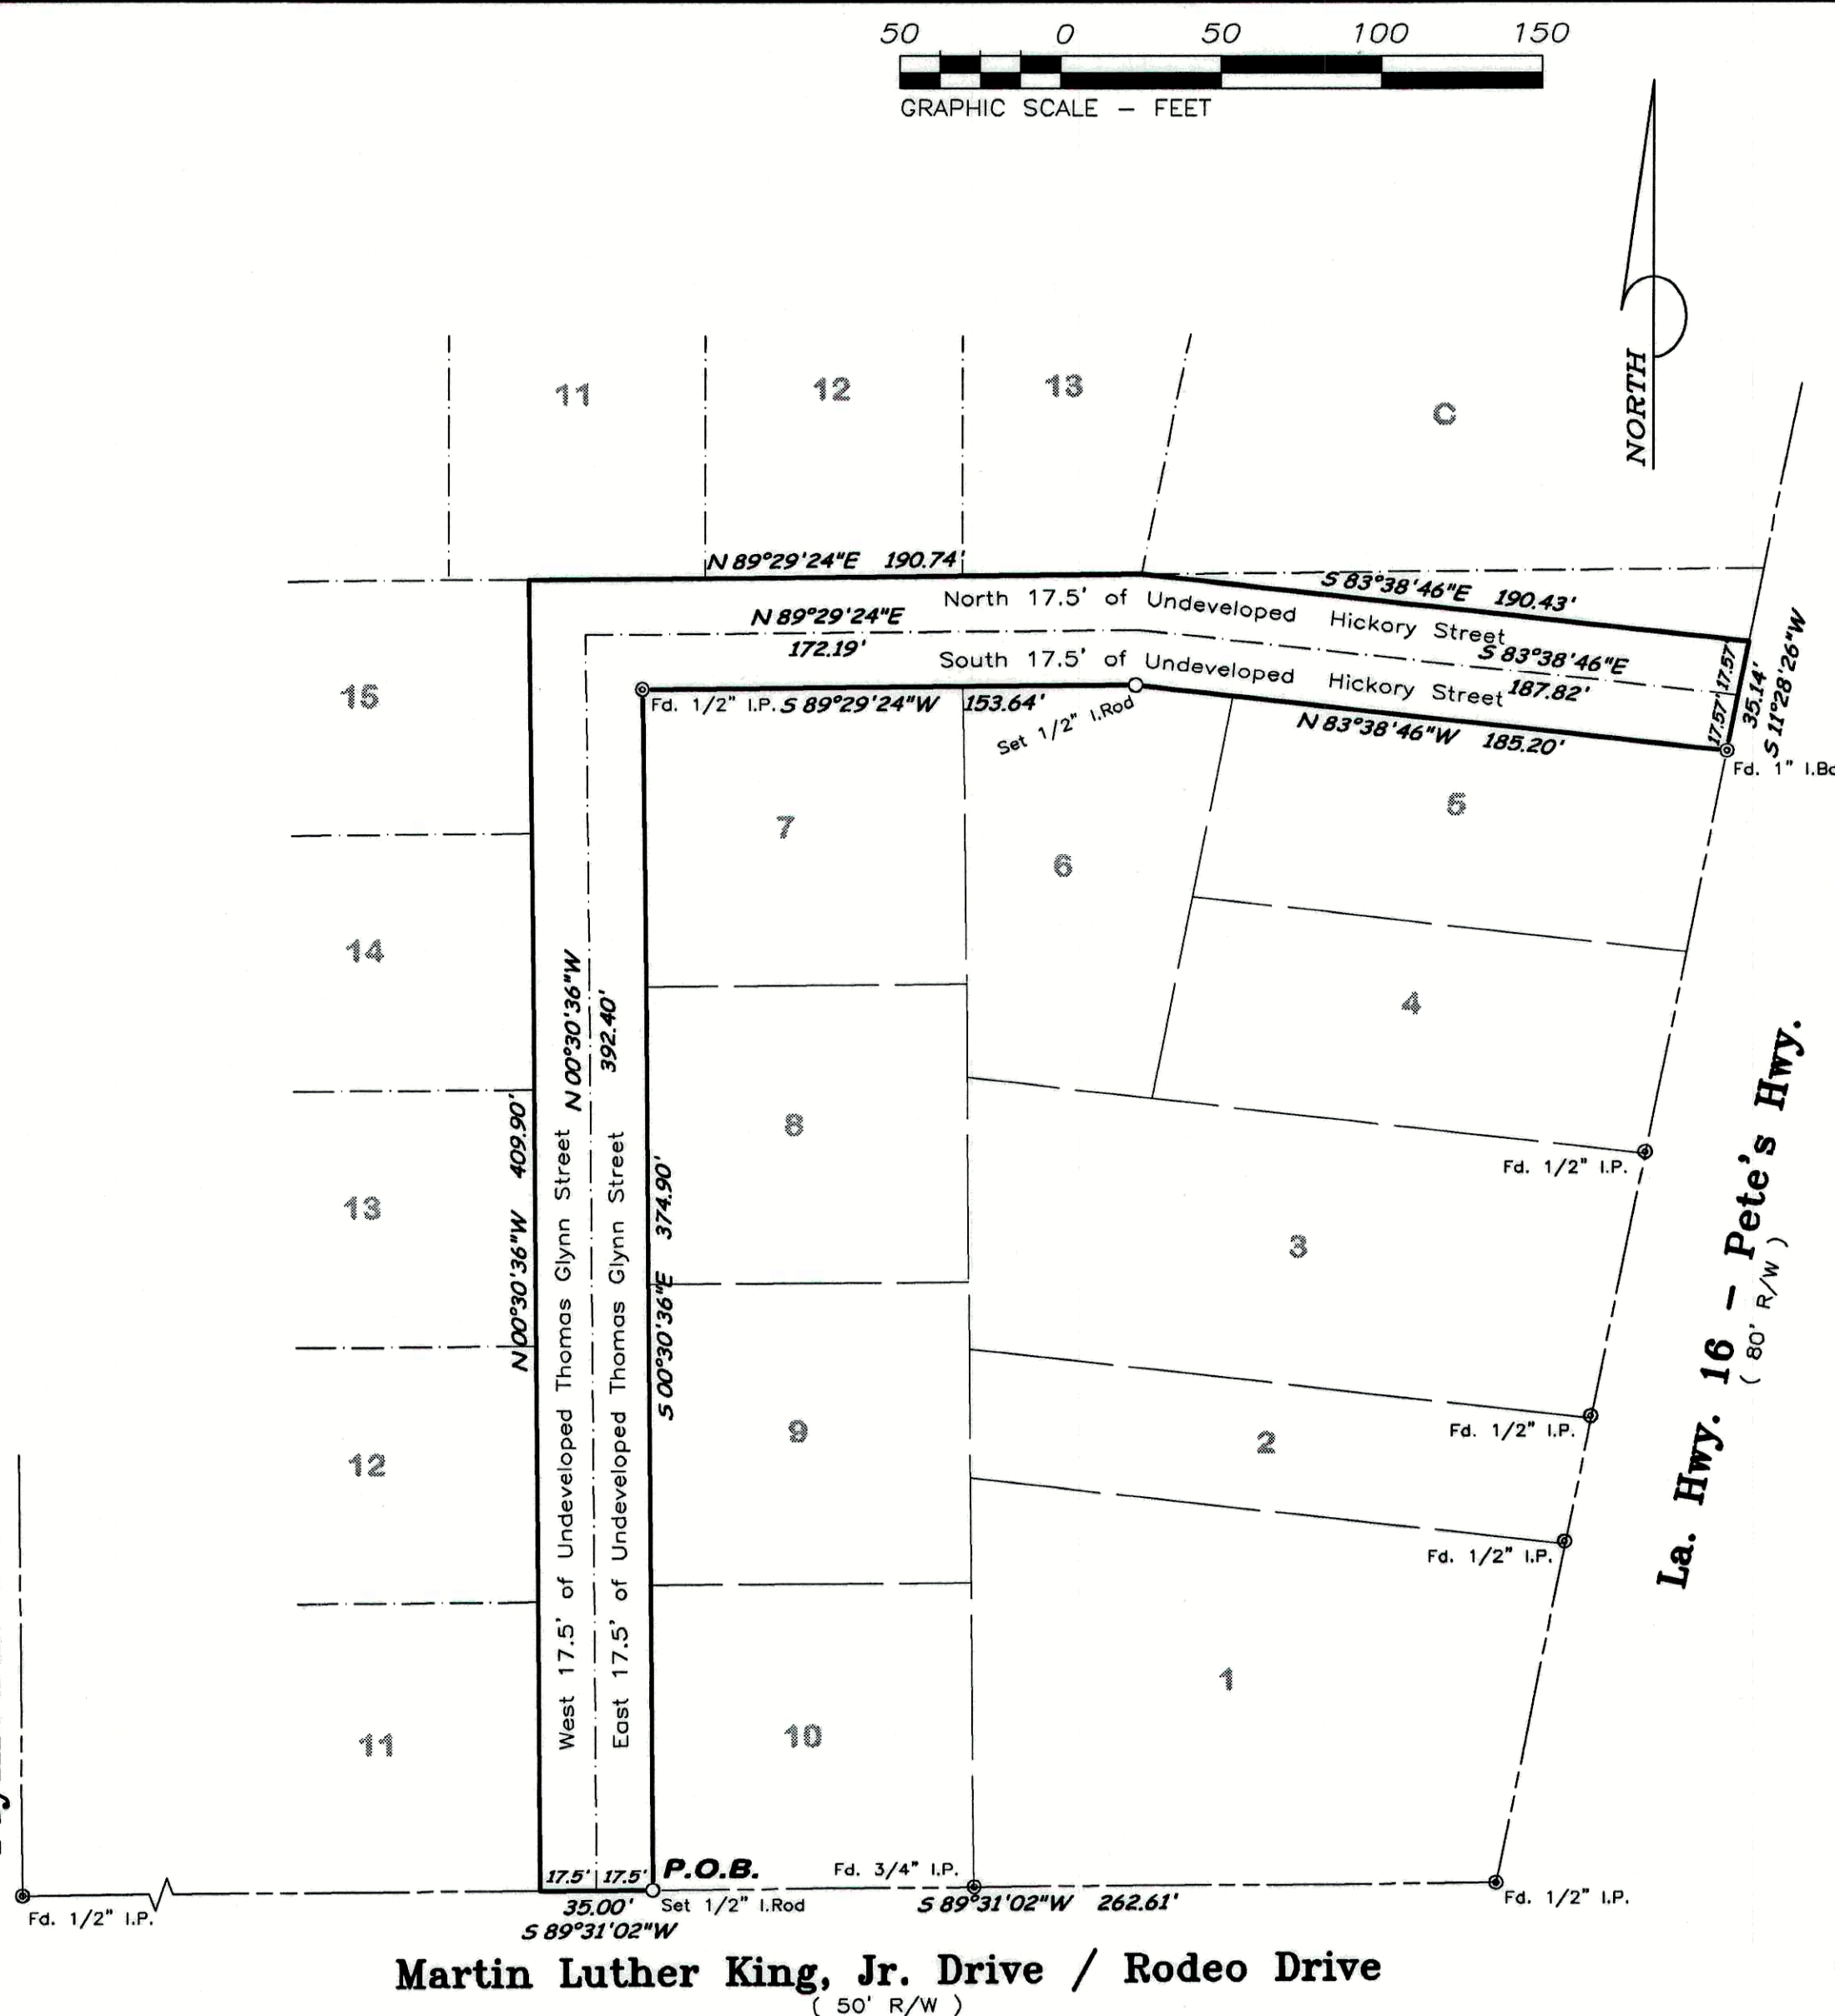 50 0 50 100 150
GRAPHIC SCALE – FEET
NORTH
11
12
13
C
N 89°29'24"E 190.74'
S 83°38'46"E 190.43'
North 17.5' of Undeveloped Hickory Street
N 89°29'24"E
172.19'
S 83°38'46"E
187.82'
South 17.5' of Undeveloped Hickory Street
17.57'
17.57'
35.14'
S 11°28'26"W
15
Fd. 1/2" I.P.
S 89°29'24"W 153.64'
Set 1/2" I.Rod
N 83°38'46"W 185.20'
Fd. 1"
7
6
5
14
4
N 00°30'36"W
392.40'
8
N 00°30'36"W 409.90'
West 17.5' of Undeveloped Thomas Glynn Street
East 17.5' of Undeveloped Thomas Glynn Street
S 00°30'36"E 374.90'
Fd. 1/2" I.P.
13
3
La. Hwy. 16 – Pete's Hwy.
( 80' R/W )
9
2
Fd. 1/2" I.P.
12
Fd. 1/2" I.P.
1
11
10
17.5' 17.5'
P.O.B.
Fd. 3/4" I.P.
Fd. 1/2" I.P.
35.00'
S 89°31'02"W
Set 1/2" I.Rod
S 89°31'02"W 262.61'
Fd. 1/2" I.P.
Martin Luther King, Jr. Drive / Rodeo Drive
( 50' R/W )